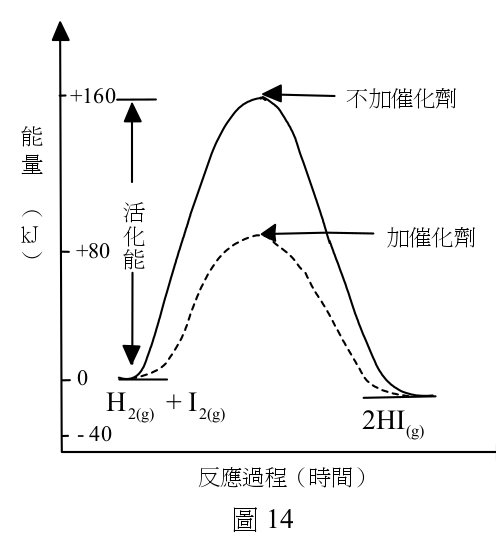 +160
不加催化劑
能量（kJ）
活化能
+80
加催化劑
0
H2(g) + I2(g)
2HI(g)
- 40
反應過程（時間）
圖 14